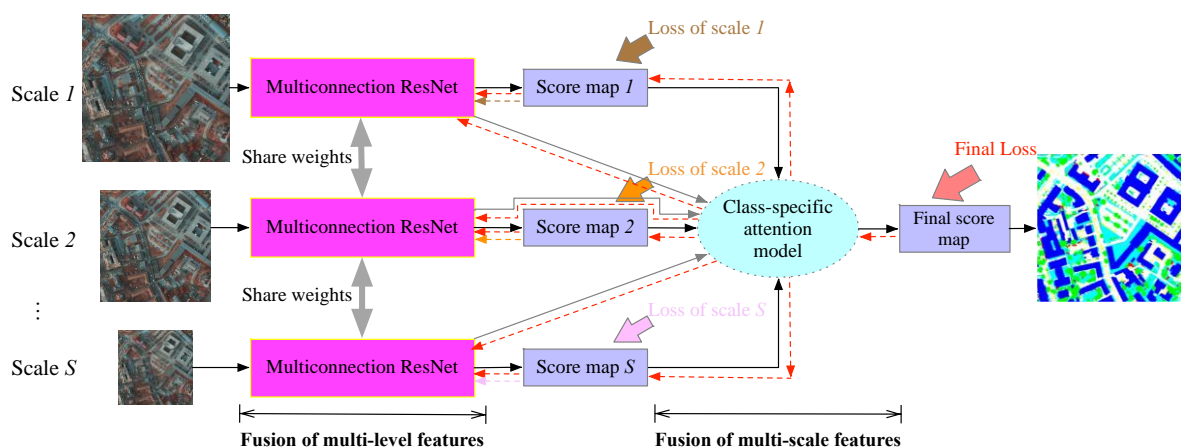 Loss of scale 1
Scale 1
Multiconnection ResNet
Score map 1
Share weights
Loss of scale 2
Final Loss
Scale 2
Multiconnection ResNet
Score map 2
Class-specific
attention
model
Final score
map
Share weights
⋮
Loss of scale S
Scale S
Multiconnection ResNet
Score map S
Fusion of multi-level features
Fusion of multi-scale features